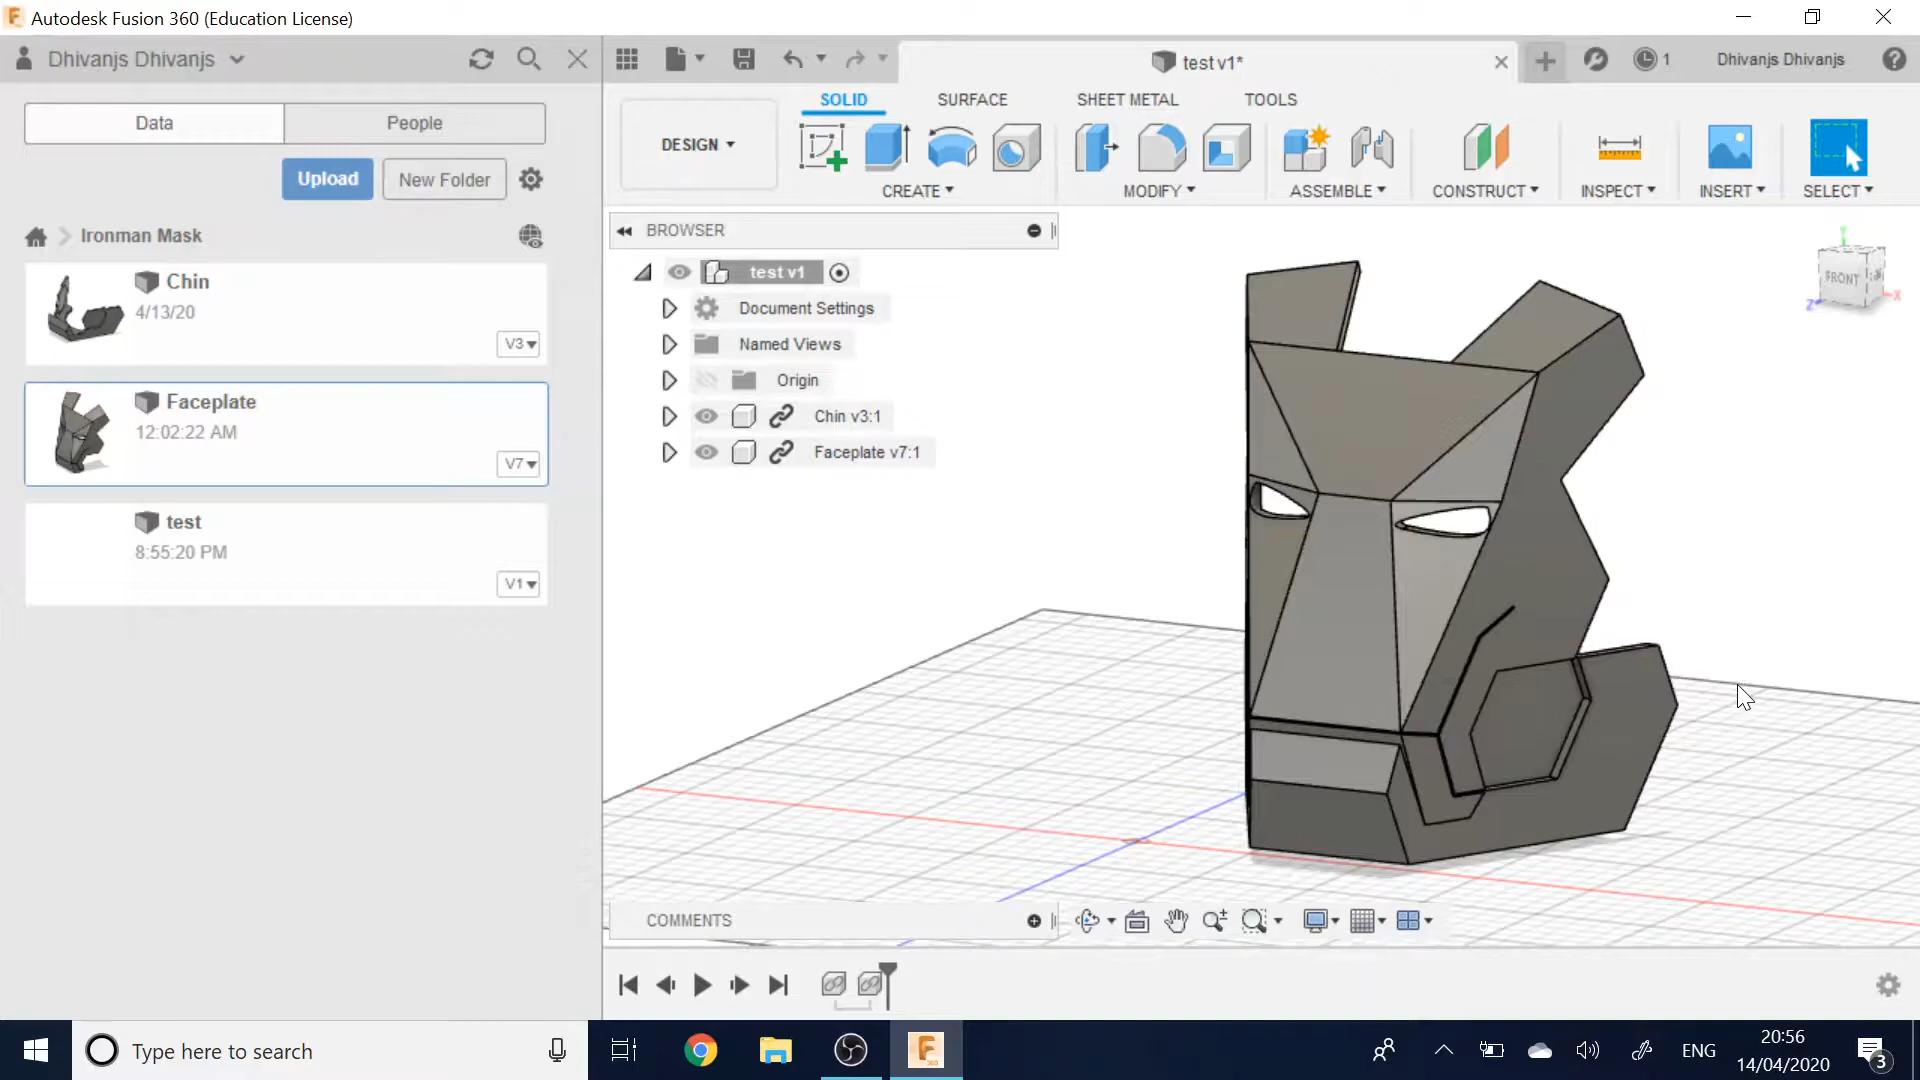 Autodesk Fusion 360 (Education License)
Dhivanjs Dhivanjs
test v1*
1
Dhivanjs Dhivanjs
Data
People
Upload
New Folder
Ironman Mask
Chin
4/13/20
V3
Faceplate
12:02:22 AM
V7
test
8:55:20 PM
V1
DESIGN
SOLID
SURFACE
SHEET METAL
TOOLS
CREATE
MODIFY
ASSEMBLE
CONSTRUCT
INSPECT
INSERT
SELECT
BROWSER
test v1
Document Settings
Named Views
Origin
Chin v3:1
Faceplate v7:1
FRONT
Y
X
Z
COMMENTS
Type here to search
ENG
20:56
14/04/2020
3